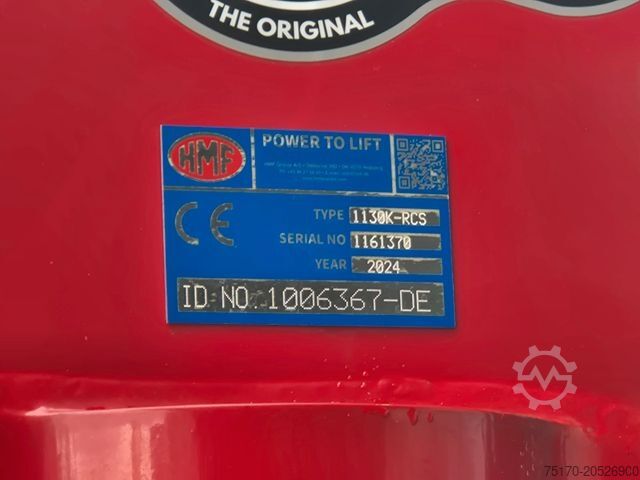 THE ORIGINAL
HMF
POWER TO LIFT
CE
TYPE 1130K-RCS
SERIAL NO 1161370
YEAR 2024
ID NO. 1006367-DE
75170-20526900